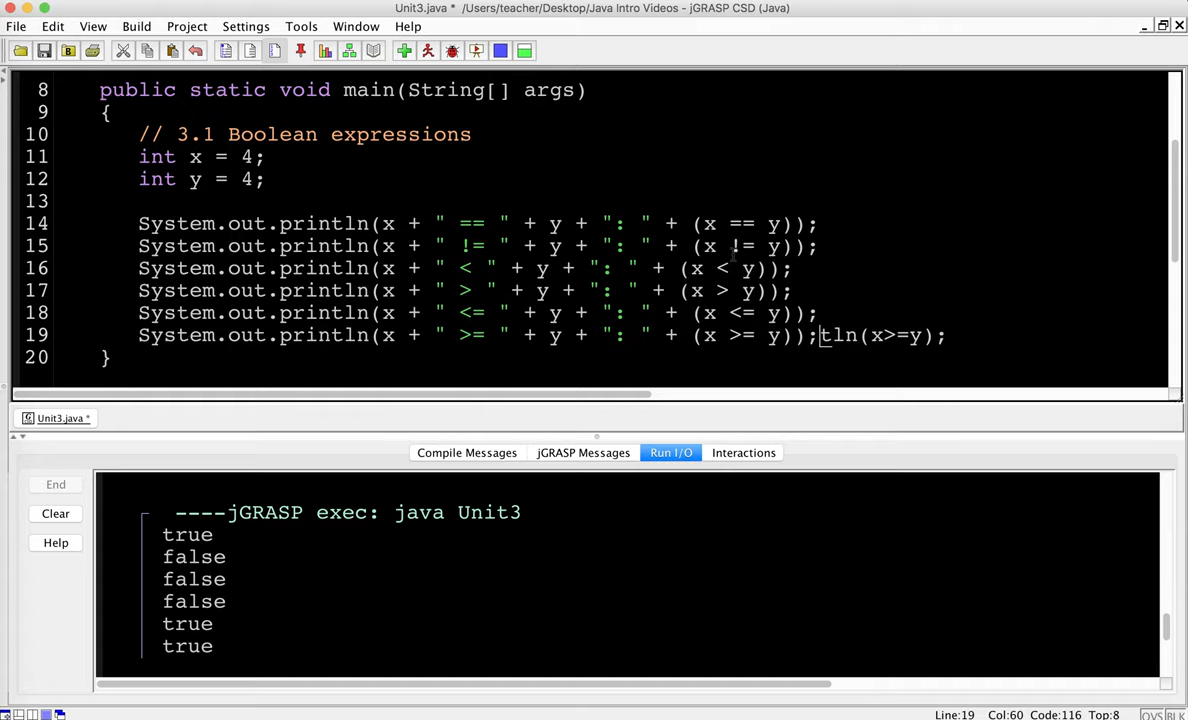 Unit3.java * /Users/teacher/Desktop/Java Intro Videos - jGRASP CSD (Java)
File Edit View Build Project Settings Tools Window Help
8 public static void main(String[] args)
9 {
10 // 3.1 Boolean expressions
11 int x = 4;
12 int y = 4;
13
14 System.out.println(x + " == " + y + ": " + (x == y));
15 System.out.println(x + " != " + y + ": " + (x != y));
16 System.out.println(x + " < " + y + ": " + (x < y));
17 System.out.println(x + " > " + y + ": " + (x > y));
18 System.out.println(x + " <= " + y + ": " + (x <= y));
19 System.out.println(x + " >= " + y + ": " + (x >= y));tln(x>=y);
20 }
Unit3.java *
Compile Messages jGRASP Messages Run I/O Interactions
End
Clear
Help
----jGRASP exec: java Unit3
true
false
false
false
true
true
Line:19 Col:60 Code:116 Top:8 OVS BLK